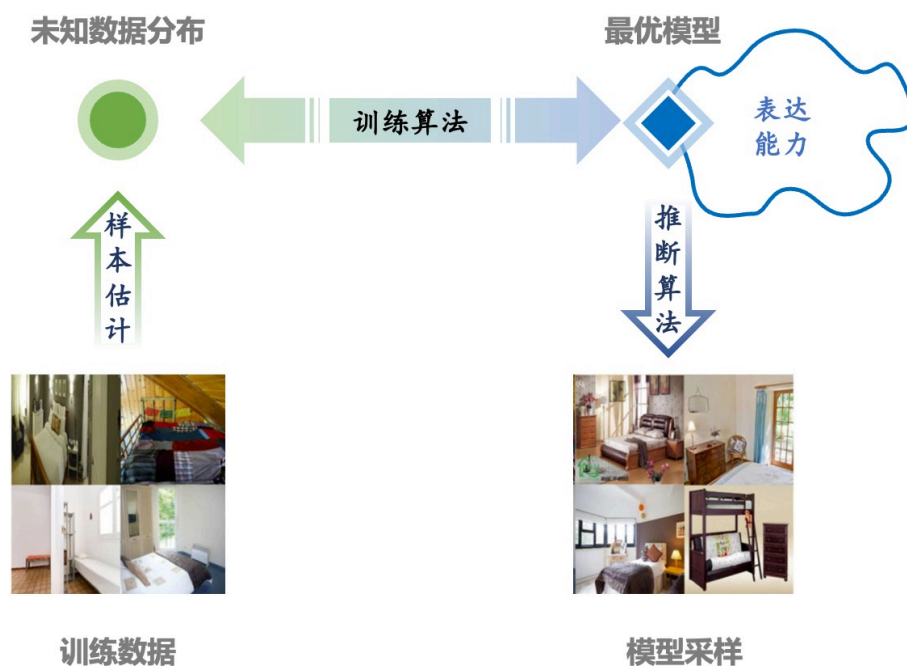 未知数据分布
最优模型
训练算法
表达
能力
样
本
估
计
推
断
算
法
训练数据
模型采样